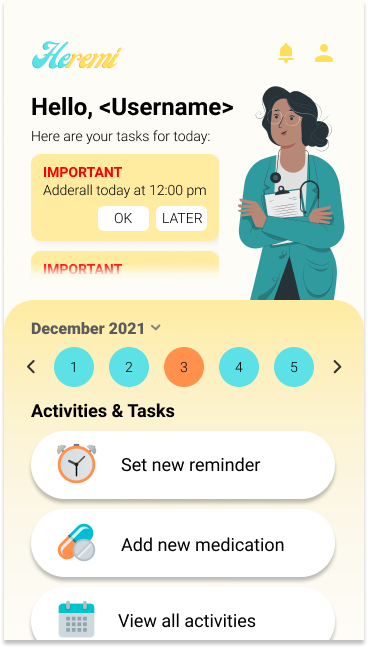 Heremi
Hello, <Username>
Here are your tasks for today:
IMPORTANT
Adderall today at 12:00 pm
OK LATER
IMPORTANT
December 2021
1 2 3 4 5
Activities & Tasks
Set new reminder
Add new medication
View all activities